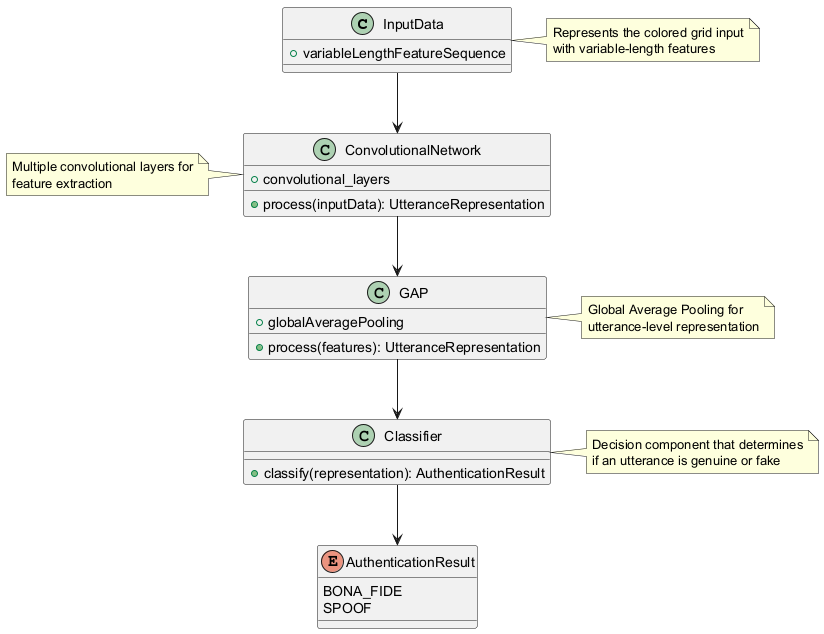 InputData
variableLengthFeatureSequence
Represents the colored grid input
with variable-length features
ConvolutionalNetwork
convolutional_layers
process(inputData): UtteranceRepresentation
Multiple convolutional layers for
feature extraction
GAP
globalAveragePooling
process(features): UtteranceRepresentation
Global Average Pooling for
utterance-level representation
Classifier
classify(representation): AuthenticationResult
Decision component that determines
if an utterance is genuine or fake
AuthenticationResult
BONA_FIDE
SPOOF